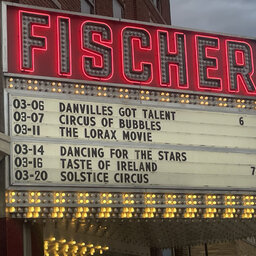 FISCHER
03-06 DANVILLES GOT TALENT
03-07 CIRCUS OF BUBBLES 6
03-11 THE LORAX MOVIE
03-14 DANCING FOR THE STARS
03-16 TASTE OF IRELAND 7
03-20 SOLSTICE CIRCUS
FISCHER